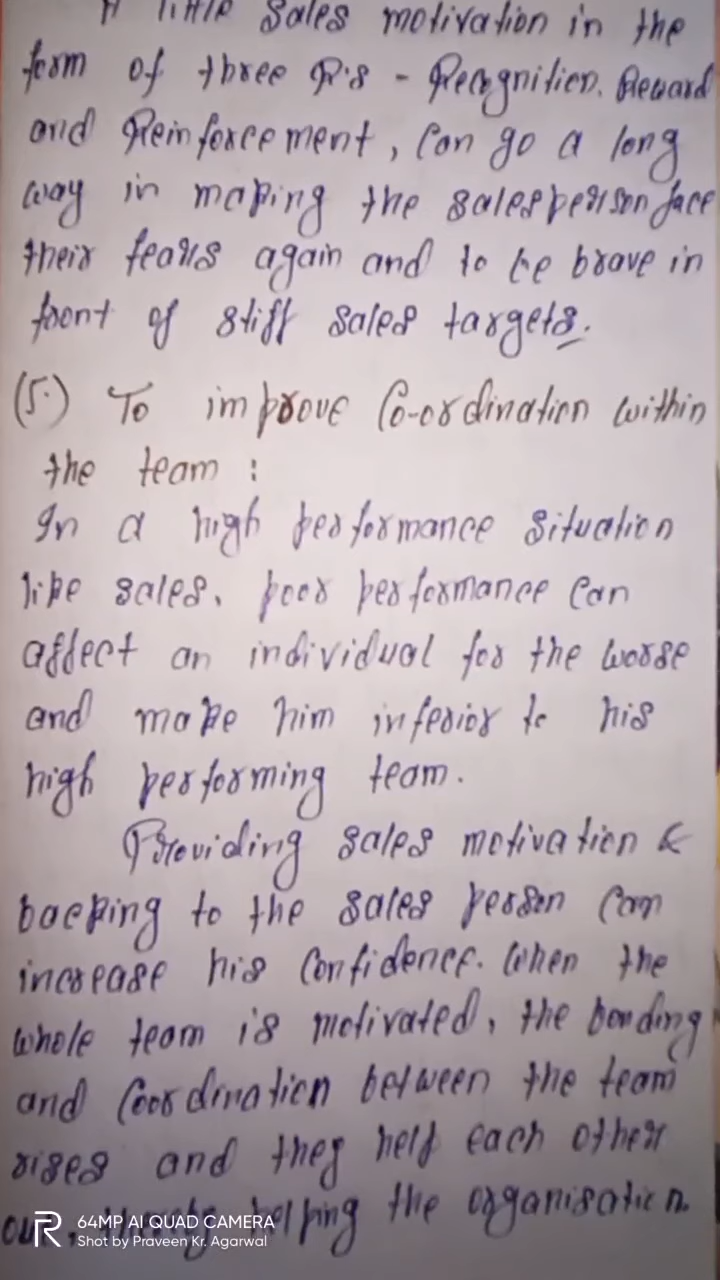 A little sales motivation in the
form of three R's - Recognition. Reward
and Reinforcement, can go a long
way in making the salesperson face
their fears again and to be brave in
front of stiff sales targets.
(5.) To improve Co-ordination within
the team :
In a high performance situation
like sales, poor performance can
affect an individual for the worse
and make him inferior to his
high performing team.
Providing sales motivation &
backing to the sales person can
increase his confidence. When the
whole team is motivated, the bonding
and Coordination between the team
rises and they help each other
out, thereby helping the organisation.
64MP AI QUAD CAMERA
Shot by Praveen Kr. Agarwal